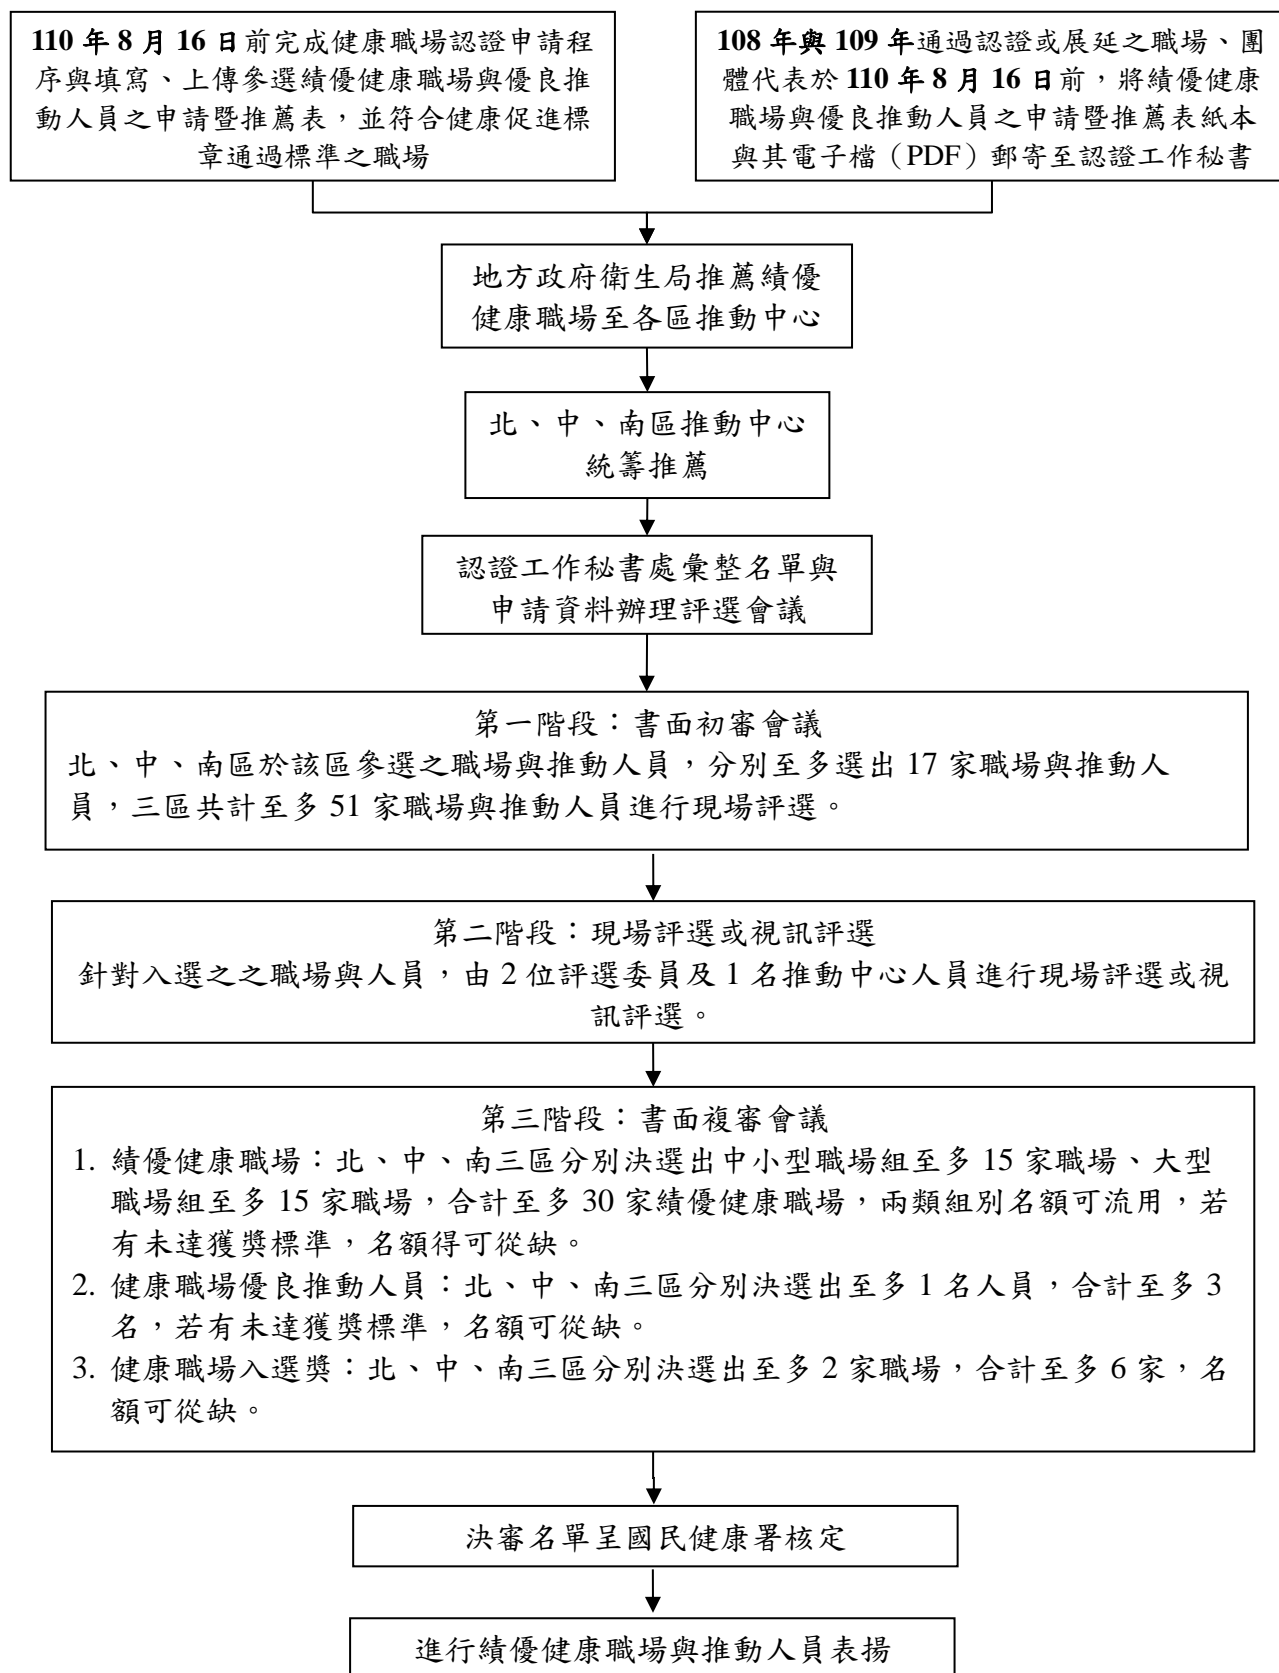 110 年 8 月 16 日前完成健康職場認證申請程
序與填寫、上傳參選績優健康職場與優良推
動人員之申請暨推薦表，並符合健康促進標
章通過標準之職場
108 年與 109 年通過認證或展延之職場、團
體代表於 110 年 8 月 16 日前，將績優健康
職場與優良推動人員之申請暨推薦表紙本
與其電子檔（PDF）郵寄至認證工作秘書
地方政府衛生局推薦績優
健康職場至各區推動中心
北、中、南區推動中心
統籌推薦
認證工作秘書處彙整名單與
申請資料辦理評選會議
第一階段：書面初審會議
北、中、南區於該區參選之職場與推動人員，分別至多選出 17 家職場與推動人
員，三區共計至多 51 家職場與推動人員進行現場評選。
第二階段：現場評選或視訊評選
針對入選之之職場與人員，由 2 位評選委員及 1 名推動中心人員進行現場評選或視
訊評選。
第三階段：書面複審會議
1. 績優健康職場：北、中、南三區分別決選出中小型職場組至多 15 家職場、大型
職場組至多 15 家職場，合計至多 30 家績優健康職場，兩類組別名額可流用，若
有未達獲獎標準，名額得可從缺。
2. 健康職場優良推動人員：北、中、南三區分別決選出至多 1 名人員，合計至多 3
名，若有未達獲獎標準，名額可從缺。
3. 健康職場入選獎：北、中、南三區分別決選出至多 2 家職場，合計至多 6 家，名
額可從缺。
決審名單呈國民健康署核定
進行績優健康職場與推動人員表揚